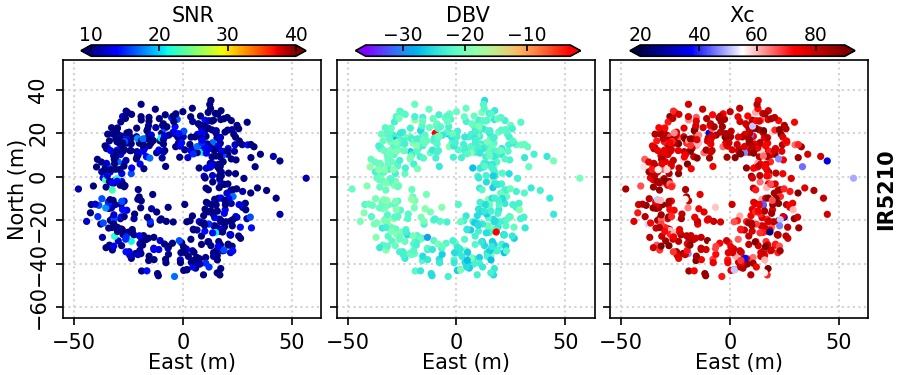 SNR DBV Xc
10 20 30 40 −30 −20 −10 20 40 60 80
40
20
0
−20
−40
−60
North (m)
−50 0 50 −50 0 50 −50 0 50
East (m) East (m) East (m)
IR5210